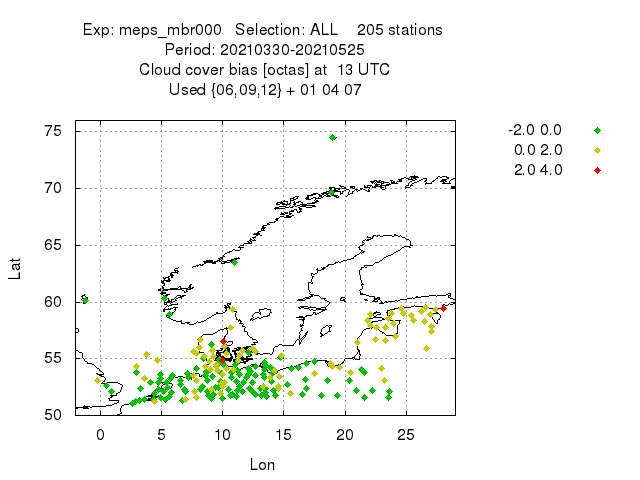 Exp: meps_mbr000 Selection: ALL 205 stations
Period: 20210330-20210525
Cloud cover bias [octas] at 13 UTC
Used {06,09,12} + 01 04 07
-2.0 0.0
0.0 2.0
2.0 4.0
75
70
65
60
55
50
Lat
0 5 10 15 20 25
Lon